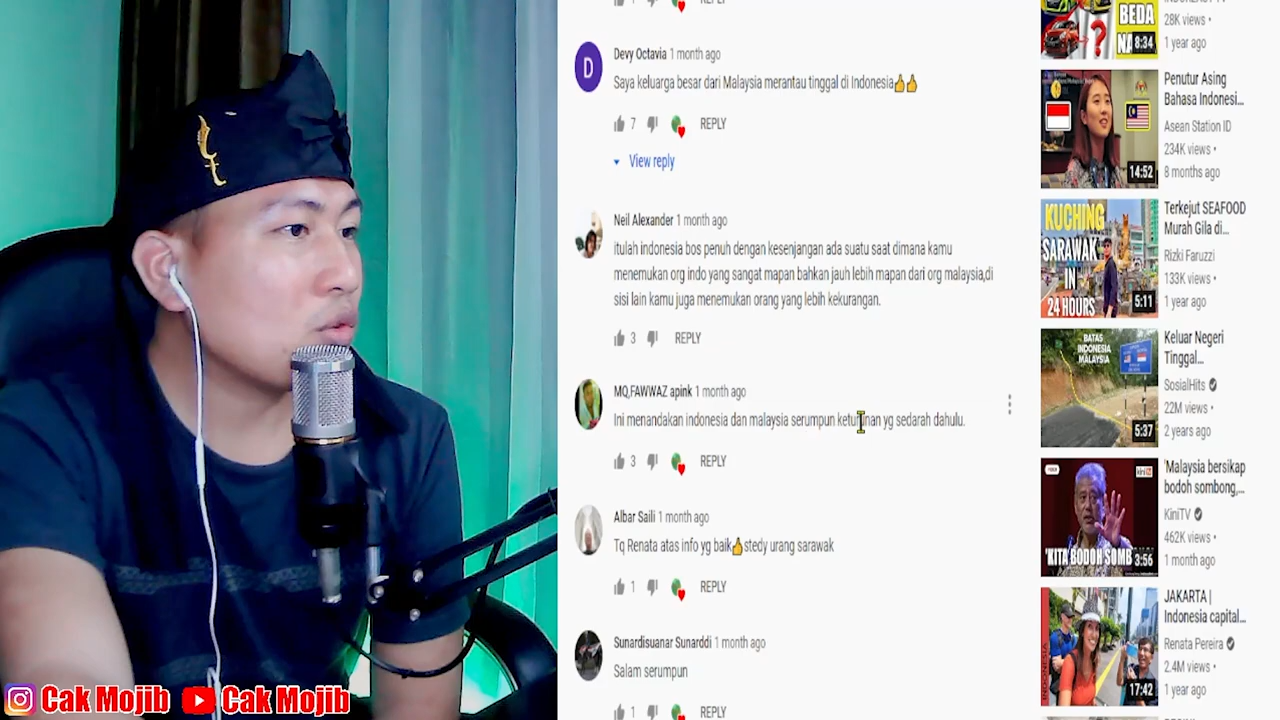 REPLY
Devy Octavia 1 month ago
Saya keluarga besar dari Malaysia merantau tinggal di Indonesia👍👍
7 REPLY
View reply
Neil Alexander 1 month ago
itulah indonesia bos penuh dengan kesenjangan ada suatu saat dimana kamu
menemukan org indo yang sangat mapan bahkan jauh lebih mapan dari org malaysia,di
sisi lain kamu juga menemukan orang yang lebih kekurangan.
3 REPLY
MQ,FAWWAZ apink 1 month ago
Ini menandakan indonesia dan malaysia serumpun keturunan yg sedarah dahulu.
3 REPLY
Albar Saili 1 month ago
Tq Renata atas info yg baik👍stedy urang sarawak
1 REPLY
Sunardisuanar Sunarddi 1 month ago
Salam serumpun
1 REPLY
BEDA
8:34
28K views •
1 year ago
14:52
Penutur Asing
Bahasa Indonesi...
Asean Station ID
234K views •
8 months ago
KUCHING
SARAWAK
IN
24 HOURS
5:11
Terkejut SEAFOOD
Murah Gila di...
Rizki Faruzzi
133K views •
1 year ago
BATAS
INDONESIA
MALAYSIA
5:37
Keluar Negeri
Tinggal...
SosialHits
22M views •
2 years ago
'KITA BODOH SOMB
3:56
'Malaysia bersikap
bodoh sombong,...
KiniTV
462K views •
1 month ago
17:42
JAKARTA |
Indonesia capital...
Renata Pereira
2.4M views •
1 year ago
Cak Mojib Cak Mojib